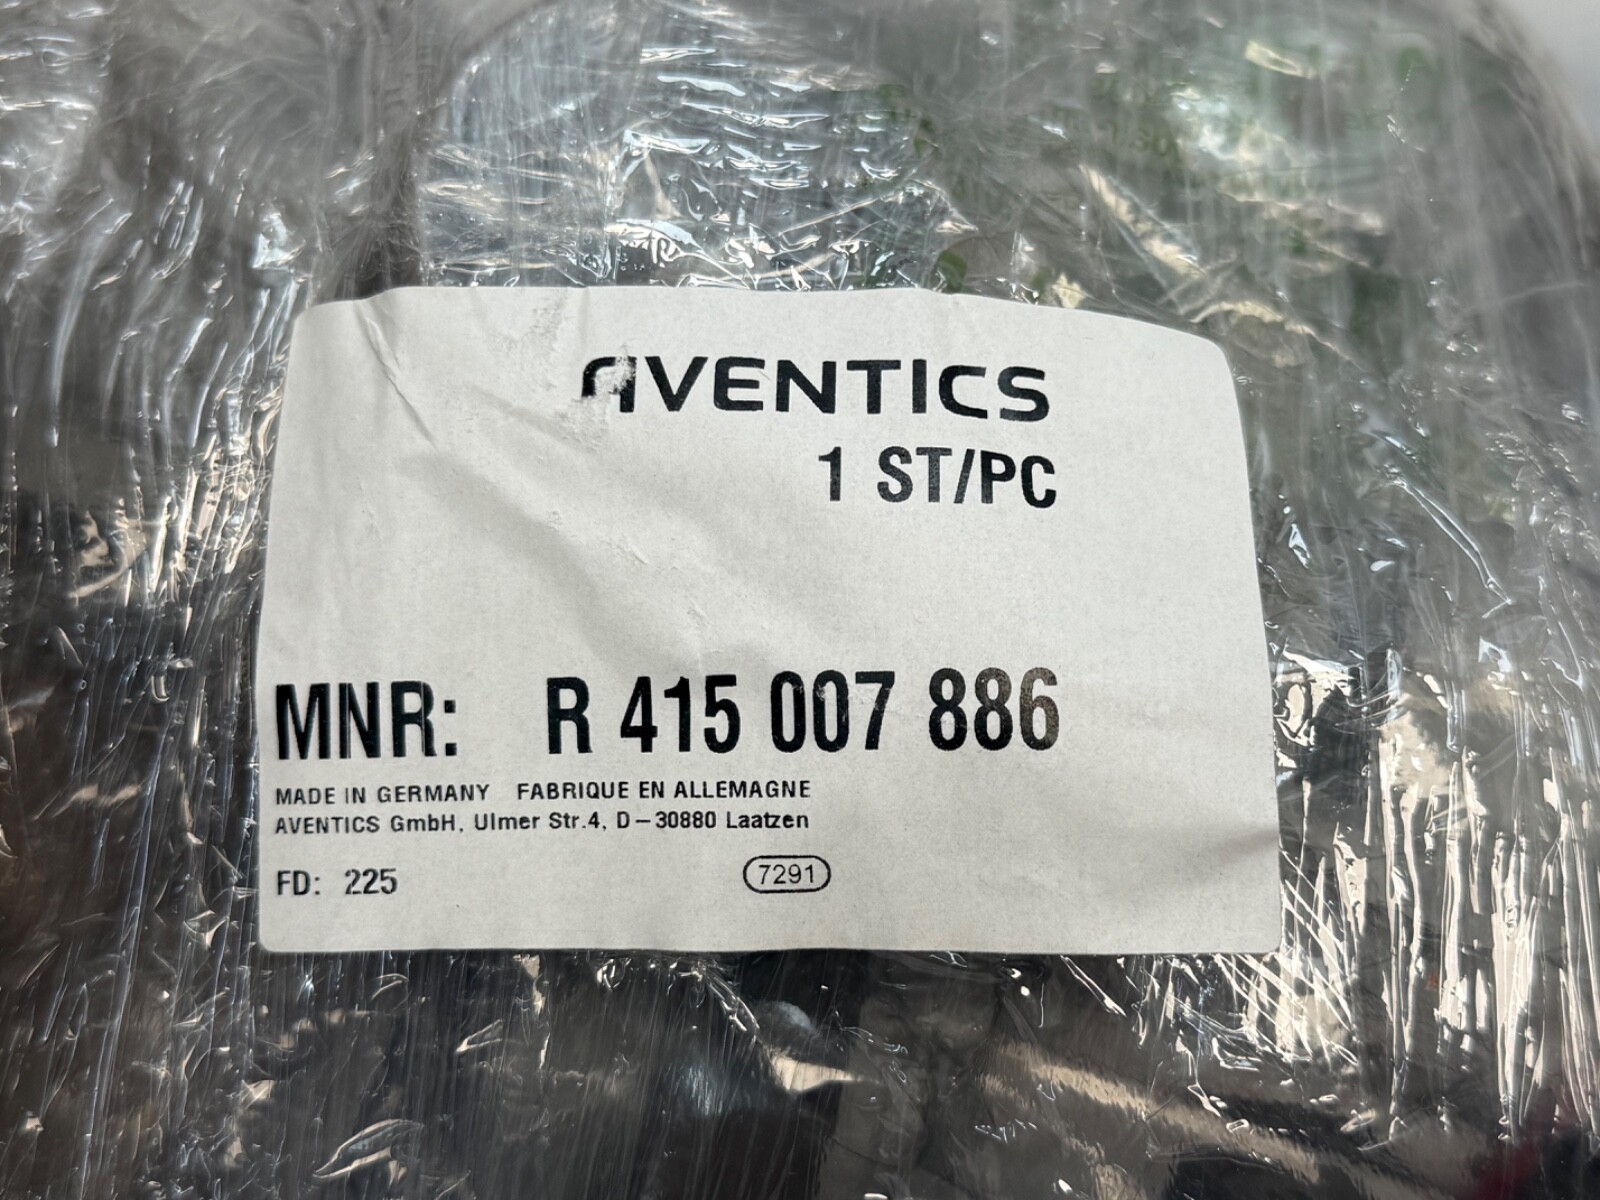 AVENTICS
1 ST/PC
MNR: R 415 007 886
MADE IN GERMANY FABRIQUE EN ALLEMAGNE
AVENTICS GmbH, Ulmer Str.4, D–30880 Laatzen
FD: 225 7291